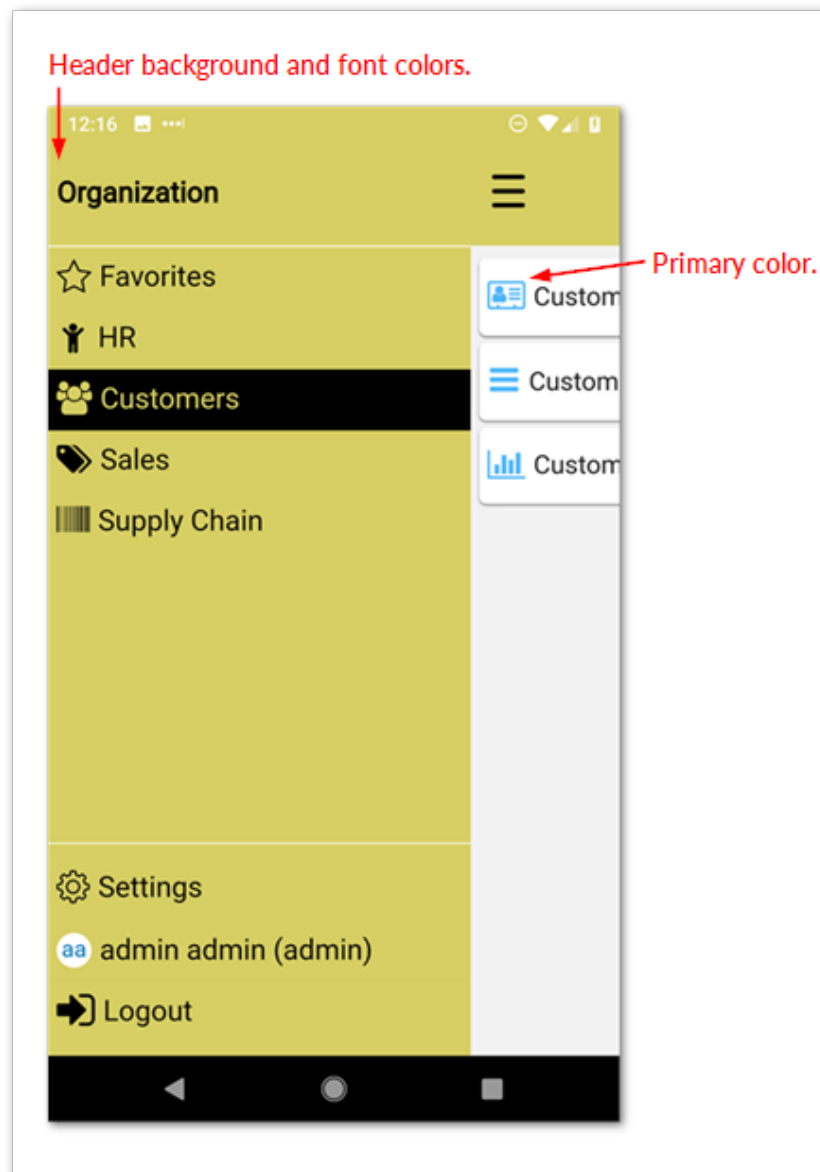 Header background and font colors.
12:16
Organization
Primary color.
Favorites
Custom
HR
Custom
Customers
Custom
Sales
Supply Chain
Settings
aa admin admin (admin)
Logout